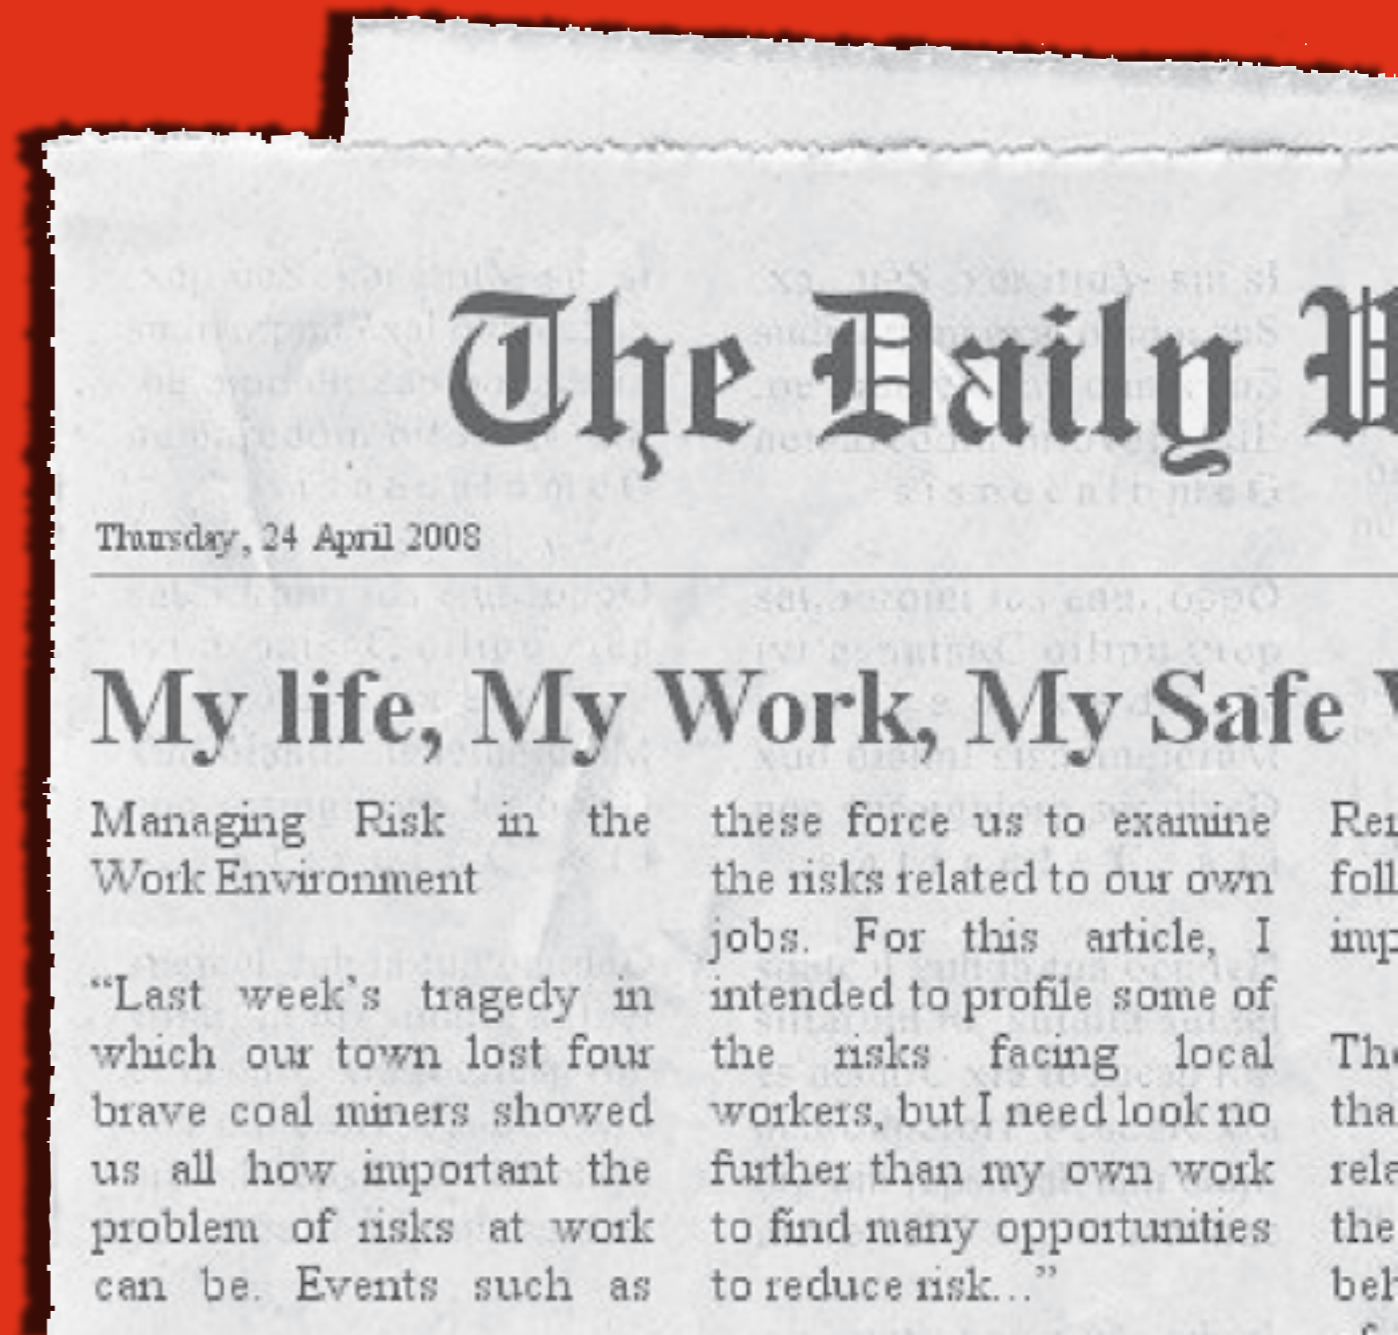 The Daily
Thursday, 24 April 2008
My life, My Work, My Safe
Managing Risk in the
Work Environment
“Last week's tragedy in
which our town lost four
brave coal miners showed
us all how important the
problem of risks at work
can be. Events such as
these force us to examine
the risks related to our own
jobs. For this article, I
intended to profile some of
the risks facing local
workers, but I need look no
further than my own work
to find many opportunities
to reduce risk...”